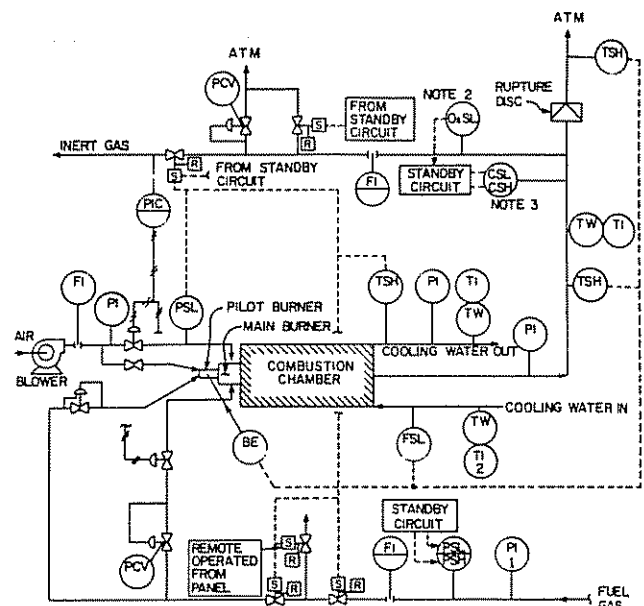 ATM
ATM
TSH
PCV
RUPTURE
DISC
NOTE 2
S
FROM
STANDBY
CIRCUIT
O₂SL
R
INERT GAS
R
S
FROM STANDBY
CIRCUIT
FI
STANDBY
CIRCUIT
CSL
CSH
NOTE 3
PIC
TW
TI
FI
PI
PSL
PILOT BURNER
MAIN BURNER
TSH
PI
TI
TW
TSH
PI
AIR
BLOWER
COOLING WATER OUT
COMBUSTION
CHAMBER
COOLING WATER IN
BE
FSL
TW
TI
2
STANDBY
CIRCUIT
PCV
REMOTE
OPERATED
FROM
PANEL
S
R
S
R
S
R
FI
PSL
PSH
PI
1
FUEL
GAS